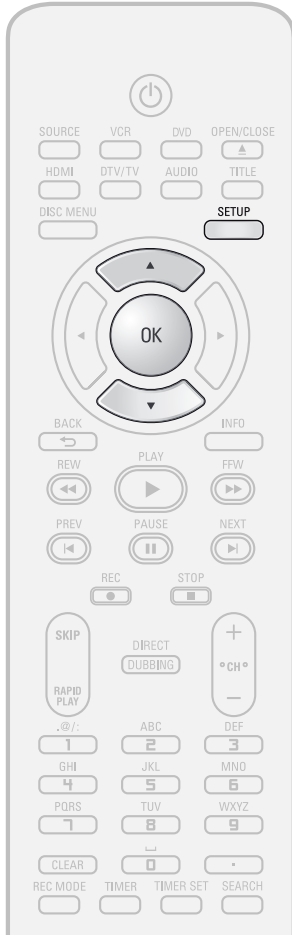 SOURCE VCR DVD OPEN/CLOSE
HDMI DTV/TV AUDIO TITLE
DISC MENU SETUP
OK
BACK INFO
REW PLAY FFW
PREV PAUSE NEXT
REC STOP
SKIP DIRECT +
DUBBING CH
RAPID PLAY −
.@/: ABC DEF
1 2 3
GHI JKL MNO
4 5 6
PQRS TUV WXYZ
7 8 9
CLEAR 0 .
REC MODE TIMER TIMER SET SEARCH